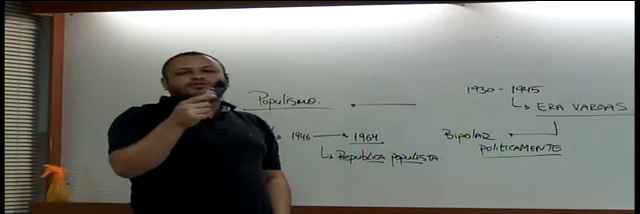 Populismo.
1946 → 1964
República populista.
1930 - 1945
ERA VARGAS
Bipolar
POLITICAMENTE